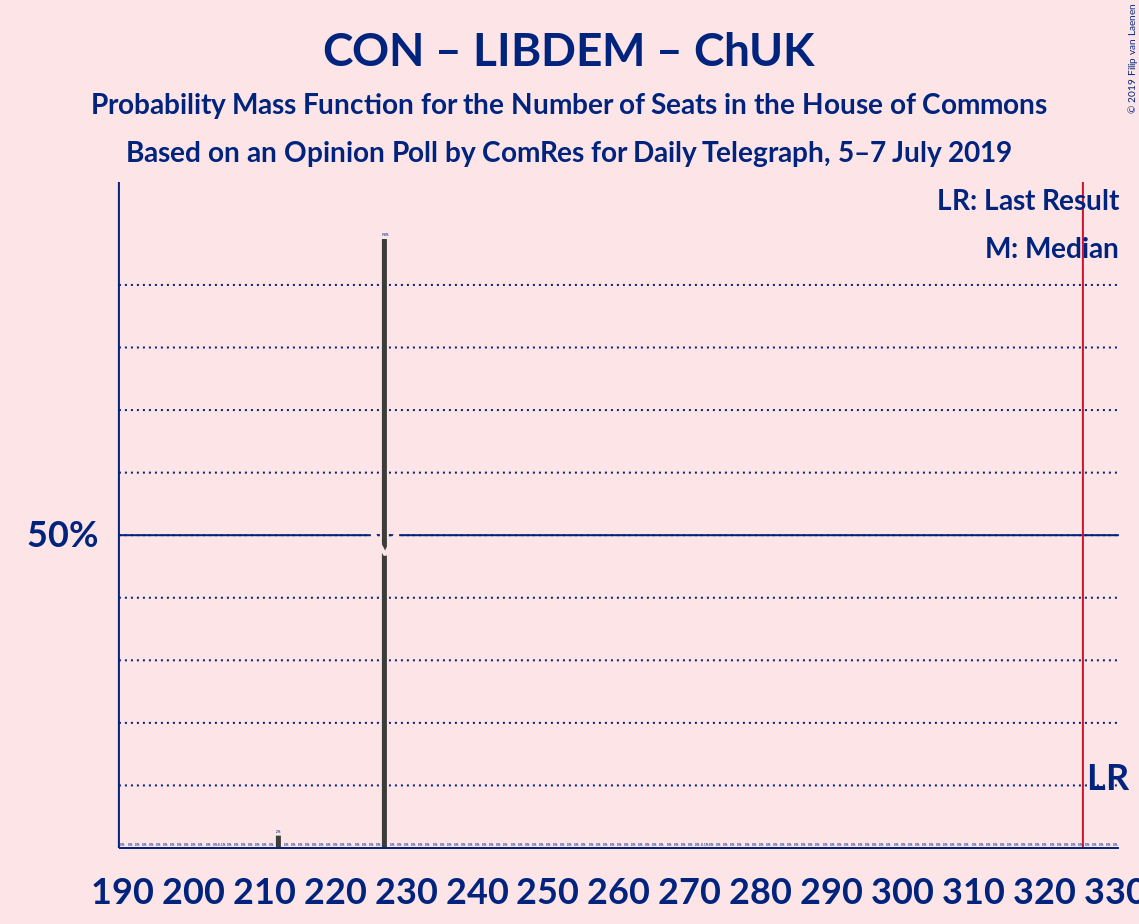 CON – LIBDEM – ChUK
Probability Mass Function for the Number of Seats in the House of Commons
Based on an Opinion Poll by ComRes for Daily Telegraph, 5–7 July 2019
© 2019 Filip van Laenen
LR: Last Result
M: Median
50%
LR
190 200 210 220 230 240 250 260 270 280 290 300 310 320 330